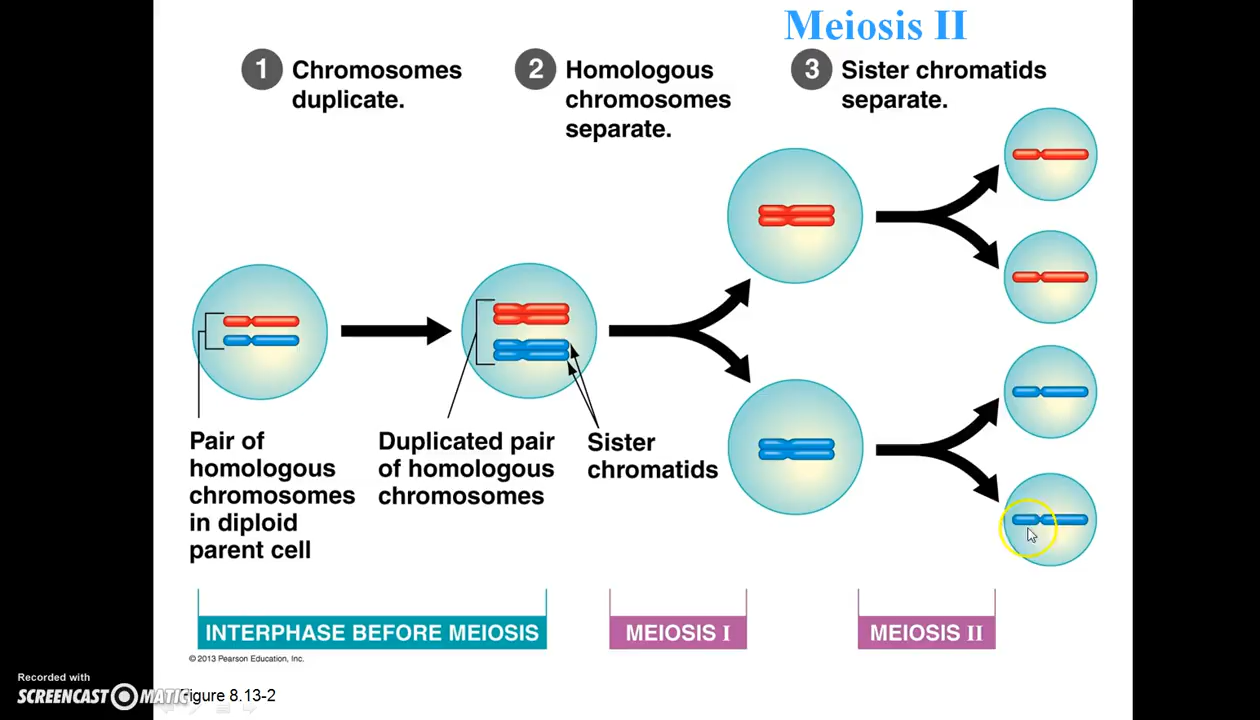 Meiosis II
1 Chromosomes
duplicate.
2 Homologous
chromosomes
separate.
3 Sister chromatids
separate.
Pair of
homologous
chromosomes
in diploid
parent cell
Duplicated pair
of homologous
chromosomes
Sister
chromatids
INTERPHASE BEFORE MEIOSIS
MEIOSIS I
MEIOSIS II
© 2013 Pearson Education, Inc.
Figure 8.13-2
Recorded with
SCREENCAST MATIC